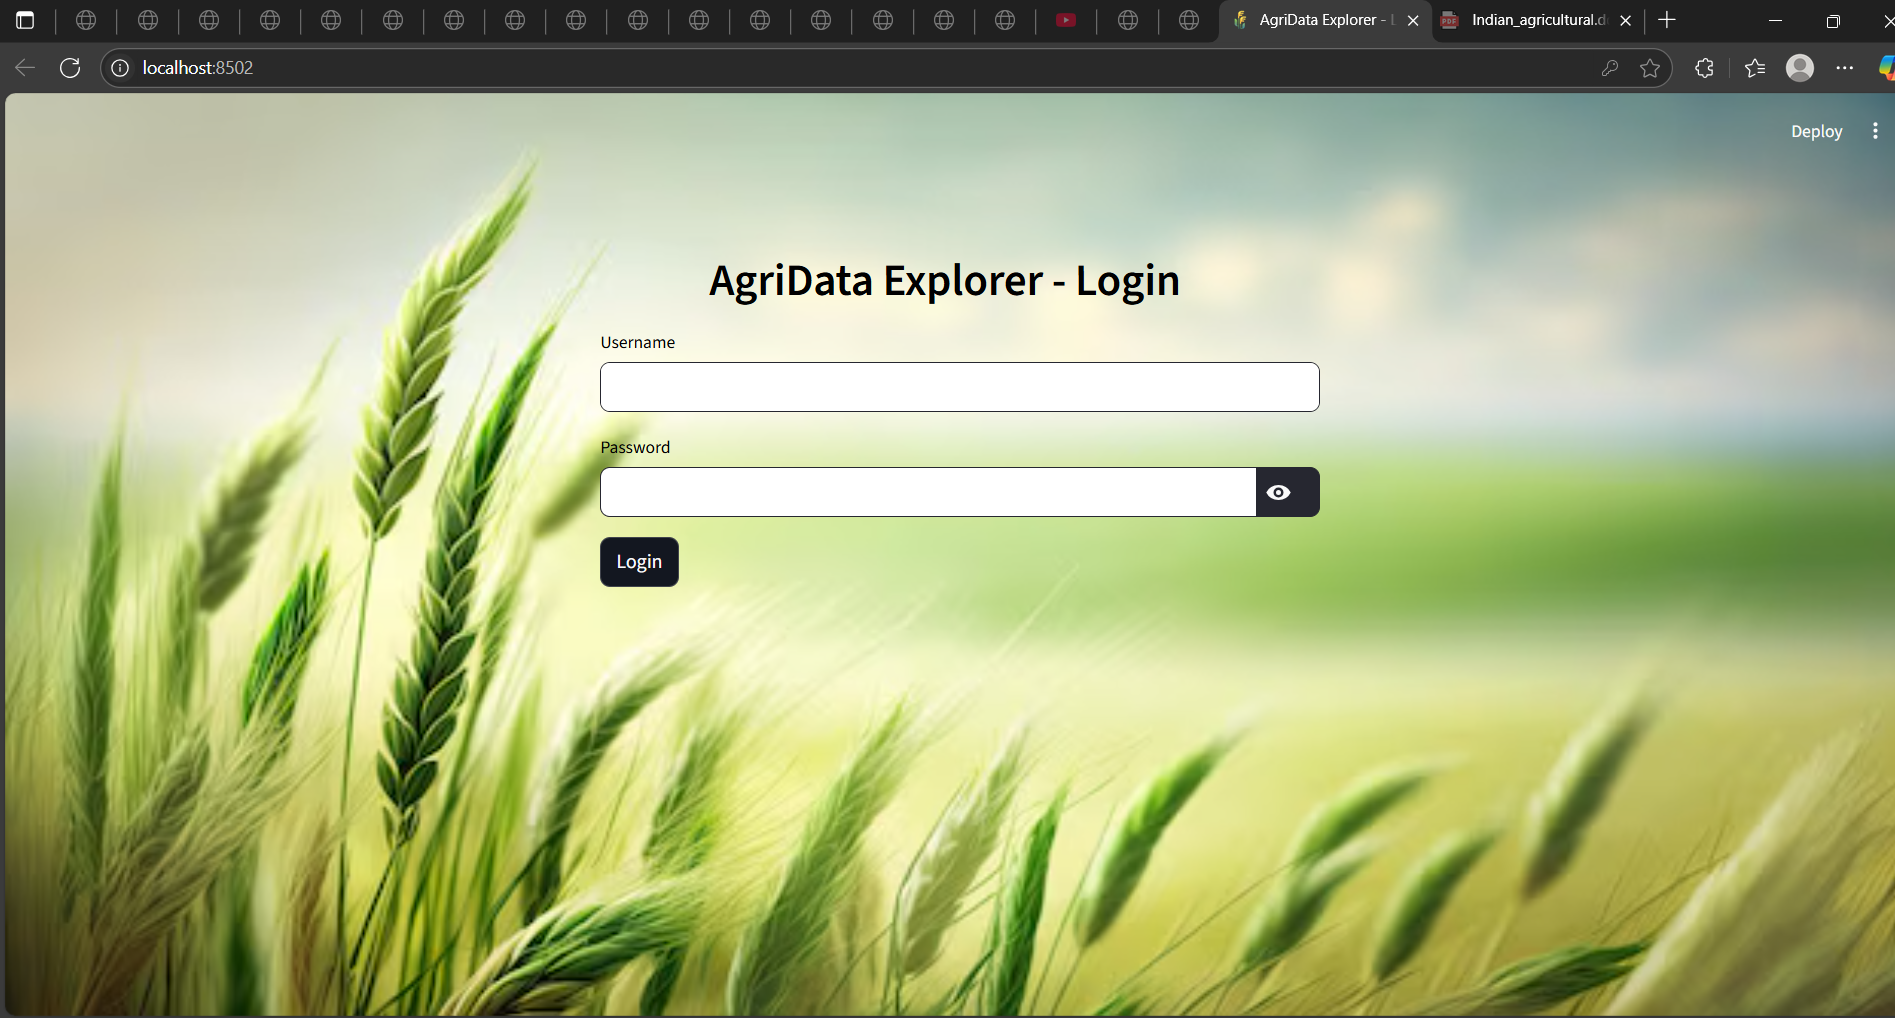 AgriData Explorer - L
Indian_agricultural.d
localhost:8502
Deploy
AgriData Explorer - Login
Username
Password
Login